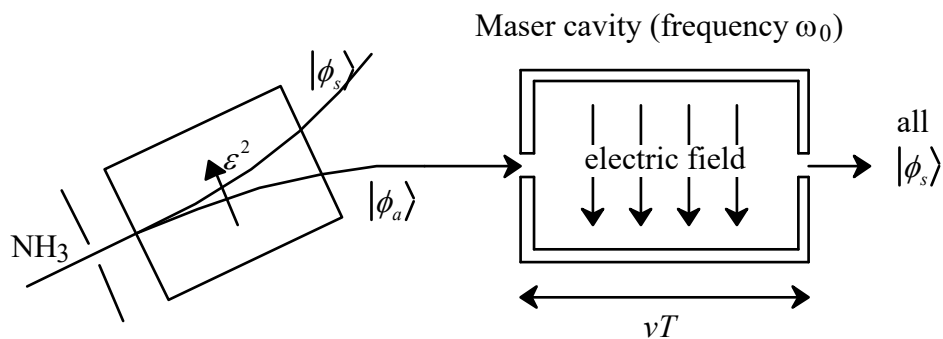 Maser cavity (frequency ω₀)
|ϕₛ⟩
ε²
|ϕₐ⟩
NH₃
electric field
all
|ϕₛ⟩
vT